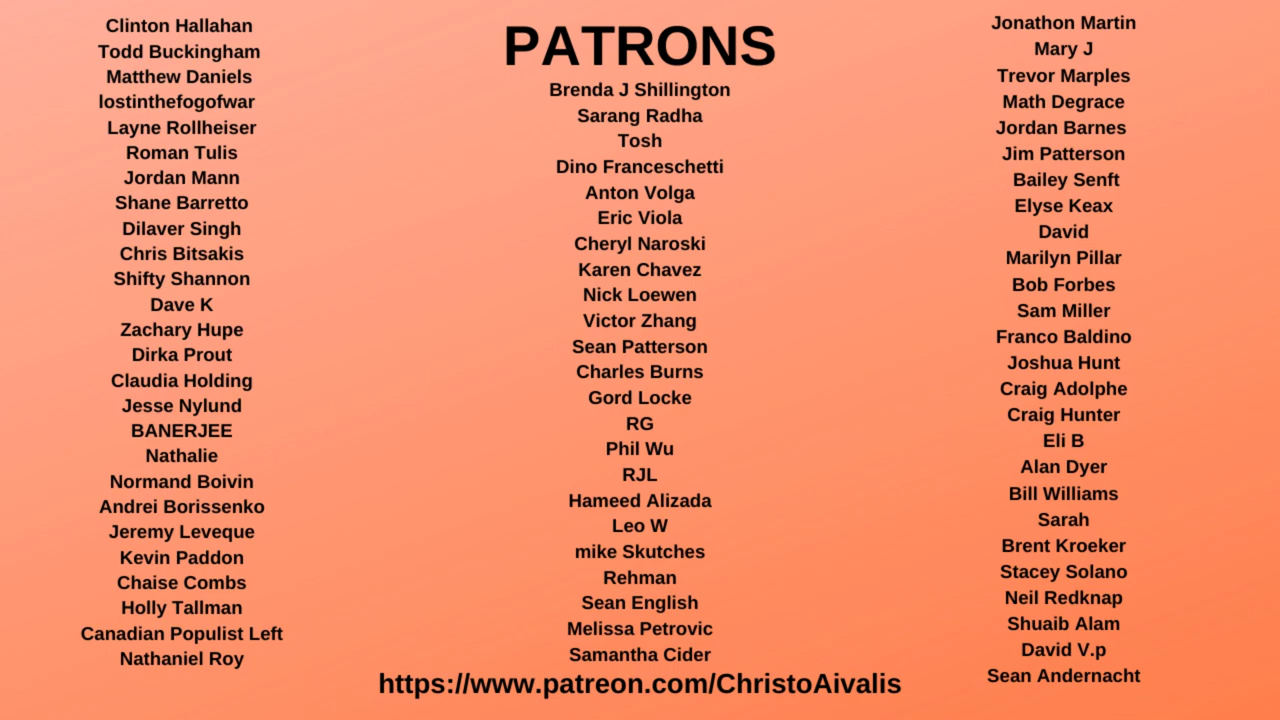 Clinton Hallahan
Todd Buckingham
Matthew Daniels
lostinthefogofwar
Layne Rollheiser
Roman Tulis
Jordan Mann
Shane Barretto
Dilaver Singh
Chris Bitsakis
Shifty Shannon
Dave K
Zachary Hupe
Dirka Prout
Claudia Holding
Jesse Nylund
BANERJEE
Nathalie
Normand Boivin
Andrei Borissenko
Jeremy Leveque
Kevin Paddon
Chaise Combs
Holly Tallman
Canadian Populist Left
Nathaniel Roy
PATRONS
Brenda J Shillington
Sarang Radha
Tosh
Dino Franceschetti
Anton Volga
Eric Viola
Cheryl Naroski
Karen Chavez
Nick Loewen
Victor Zhang
Sean Patterson
Charles Burns
Gord Locke
RG
Phil Wu
RJL
Hameed Alizada
Leo W
mike Skutches
Rehman
Sean English
Melissa Petrovic
Samantha Cider
https://www.patreon.com/ChristoAivalis
Jonathon Martin
Mary J
Trevor Marples
Math Degrace
Jordan Barnes
Jim Patterson
Bailey Senft
Elyse Keax
David
Marilyn Pillar
Bob Forbes
Sam Miller
Franco Baldino
Joshua Hunt
Craig Adolphe
Craig Hunter
Eli B
Alan Dyer
Bill Williams
Sarah
Brent Kroeker
Stacey Solano
Neil Redknap
Shuaib Alam
David V.p
Sean Andernacht